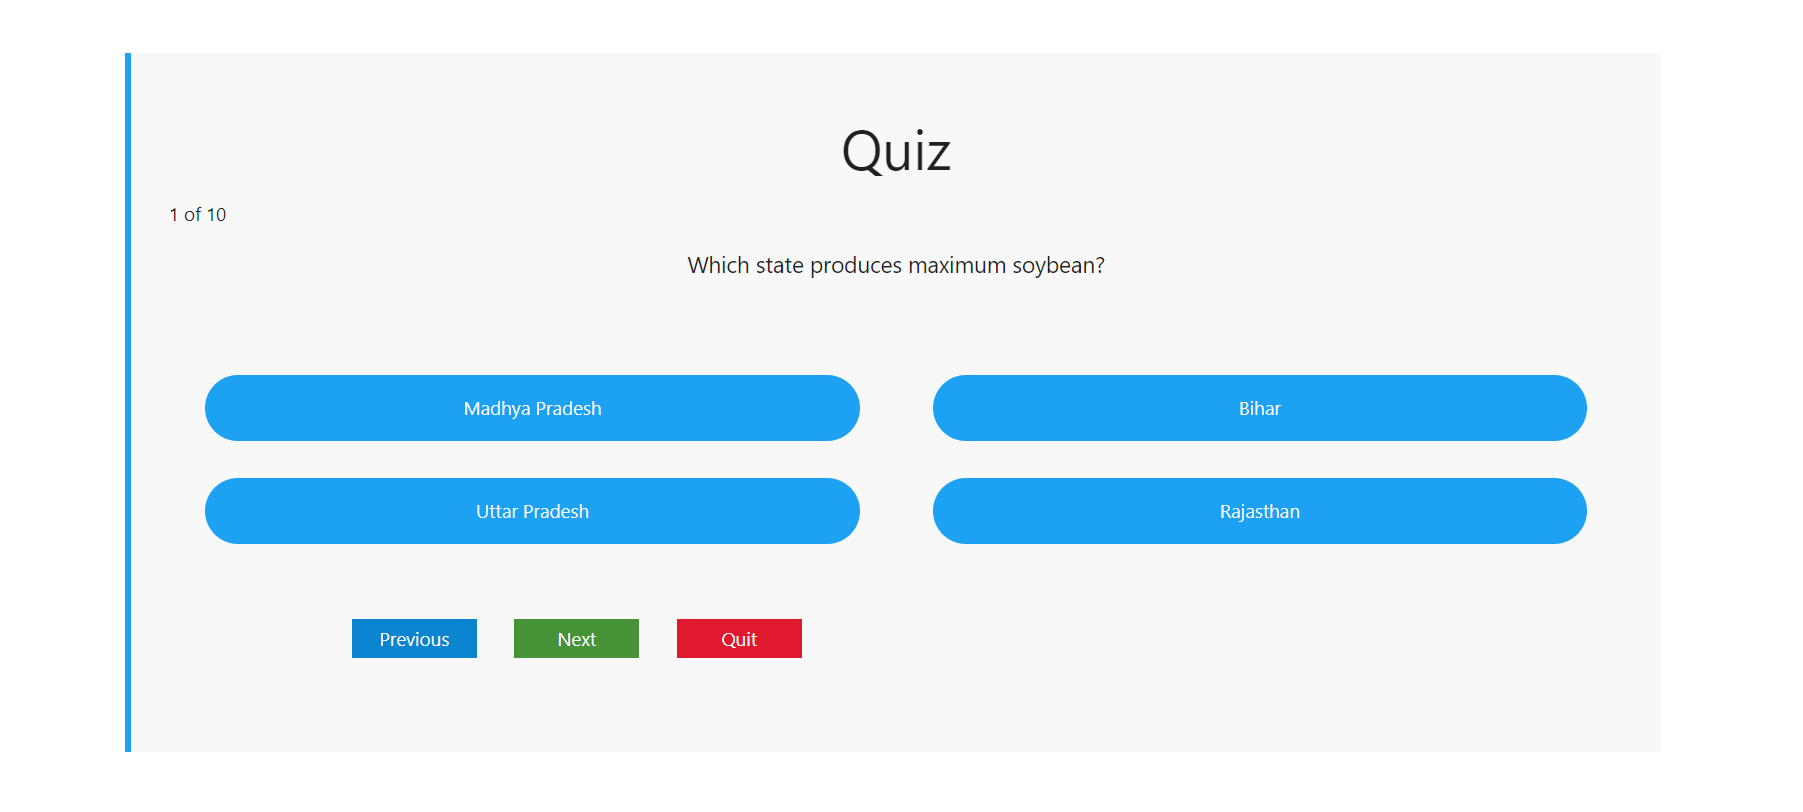 Quiz
1 of 10
Which state produces maximum soybean?
Madhya Pradesh
Bihar
Uttar Pradesh
Rajasthan
Previous
Next
Quit